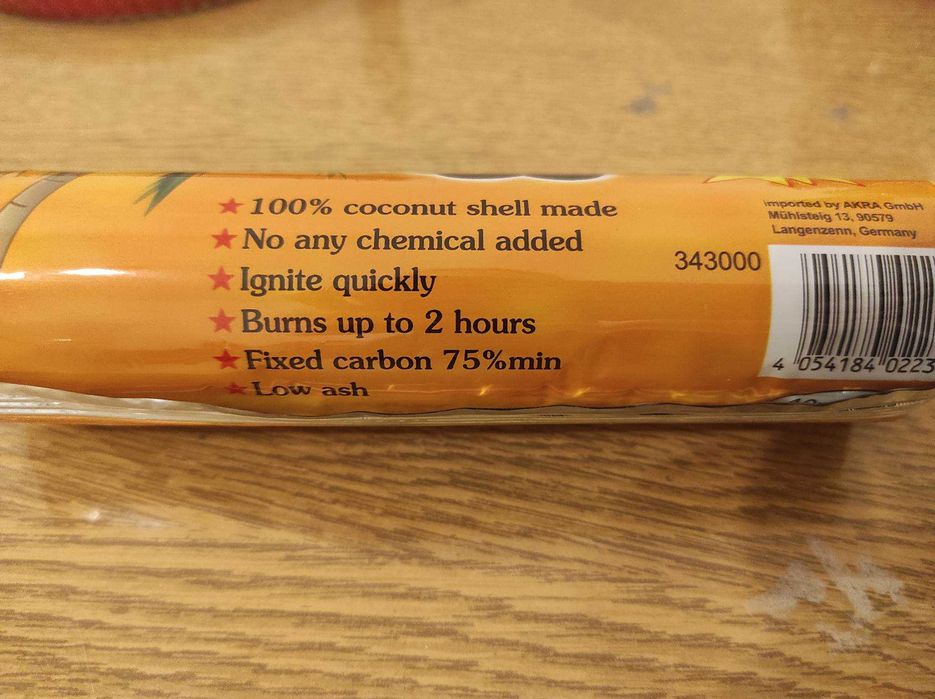 100% coconut shell made
No any chemical added
Ignite quickly
Burns up to 2 hours
Fixed carbon 75%min
Low ash
imported by AKRA GmbH
Mühlsteig 13, 90579
Langenzenn, Germany
343000
4 054184 0223